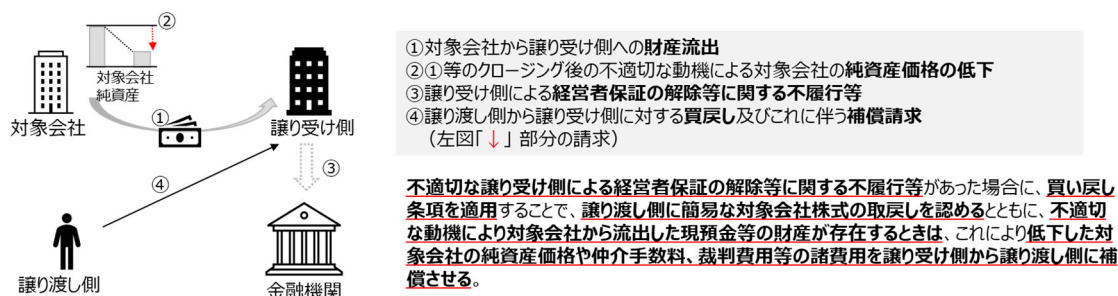 ②
対象会社
純資産
対象会社
①
譲り受け側
③
④
譲り渡し側
金融機関
①対象会社から譲り受け側への財産流出
②①等のクロージング後の不適切な動機による対象会社の純資産価格の低下
③譲り受け側による経営者保証の解除等に関する不履行等
④譲り渡し側から譲り受け側に対する買戻し及びこれに伴う補償請求
（左図「↓」部分の請求）
不適切な譲り受け側による経営者保証の解除等に関する不履行等があった場合に、買い戻し
条項を適用することで、譲り渡し側に簡易な対象会社株式の取戻しを認めるとともに、不適切
な動機により対象会社から流出した現預金等の財産が存在するときは、これにより低下した対
象会社の純資産価格や仲介手数料、裁判費用等の諸費用を譲り受け側から譲り渡し側に補
償させる。